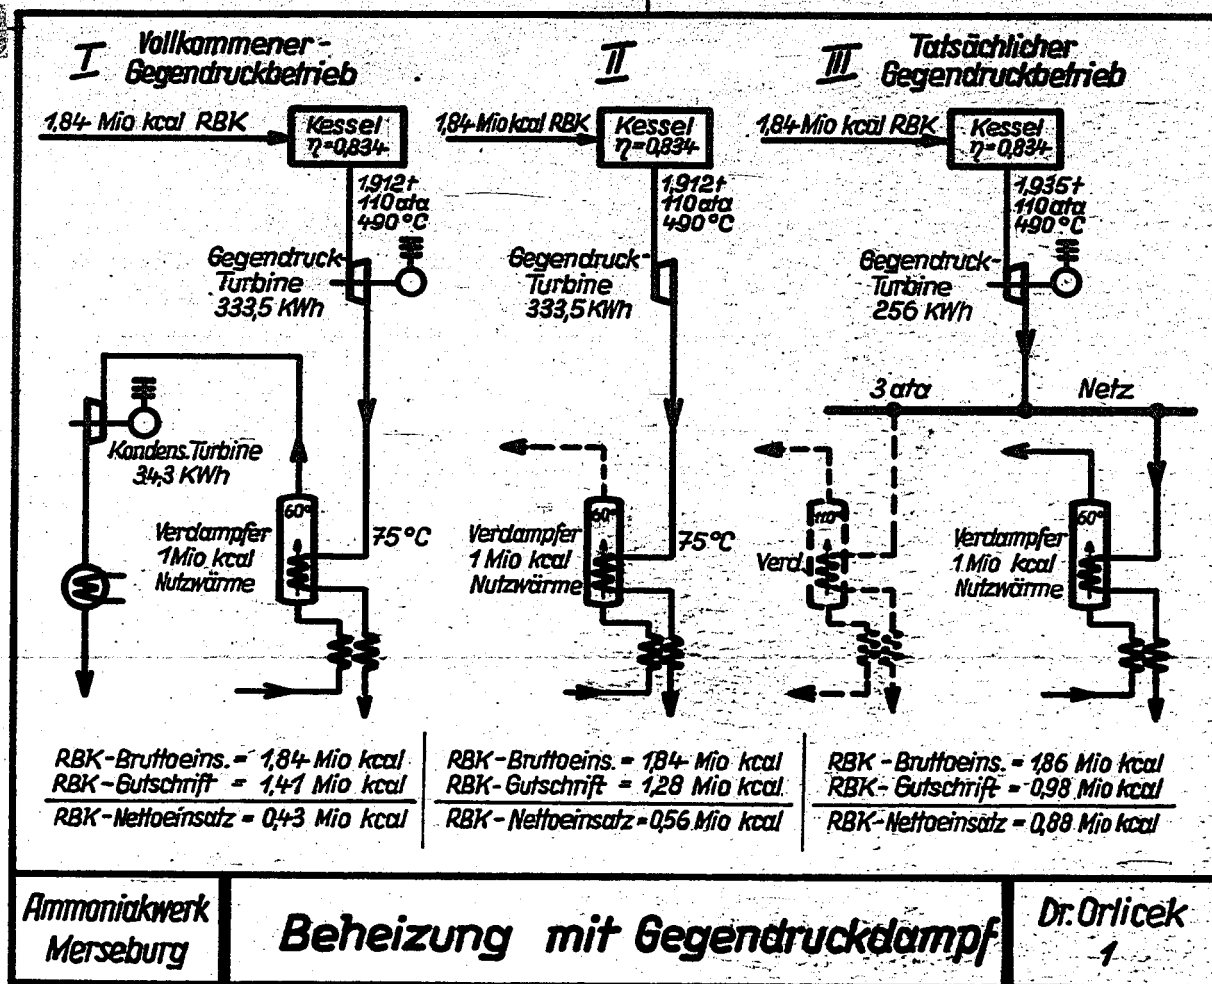 I Vollkommener-
Gegendruckbetrieb
1,84 Mio kcal RBK
Kessel
η=0,834
1,912 t
110 ata
490°C
Gegendruck-
Turbine
333,5 KWh
Kondens. Turbine
34,3 KWh
60°
Verdampfer
1 Mio kcal
Nutzwärme
75°C
RBK-Bruttoeins. = 1,84 Mio kcal
RBK-Gutschrift = 1,41 Mio kcal
RBK-Nettoeinsatz = 0,43 Mio kcal
II
1,84 Mio kcal RBK
Kessel
η=0,834
1,912 t
110 ata
490°C
Gegendruck-
Turbine
333,5 KWh
60°
Verdampfer
1 Mio kcal
Nutzwärme
75°C
RBK-Bruttoeins. = 1,84 Mio kcal
RBK-Gutschrift = 1,28 Mio kcal
RBK-Nettoeinsatz = 0,56 Mio kcal
III Tatsächlicher
Gegendruckbetrieb
1,84 Mio kcal RBK
Kessel
η=0,834
1,935 t
110 ata
490°C
Gegendruck-
Turbine
256 KWh
3 ata Netz
110°
Verd.
60°
Verdampfer
1 Mio kcal
Nutzwärme
RBK-Bruttoeins. = 1,86 Mio kcal
RBK-Gutschrift = 0,98 Mio kcal
RBK-Nettoeinsatz = 0,88 Mio kcal
Ammoniakwerk
Merseburg
Beheizung mit Gegendruckdampf
Dr. Orlicek
1